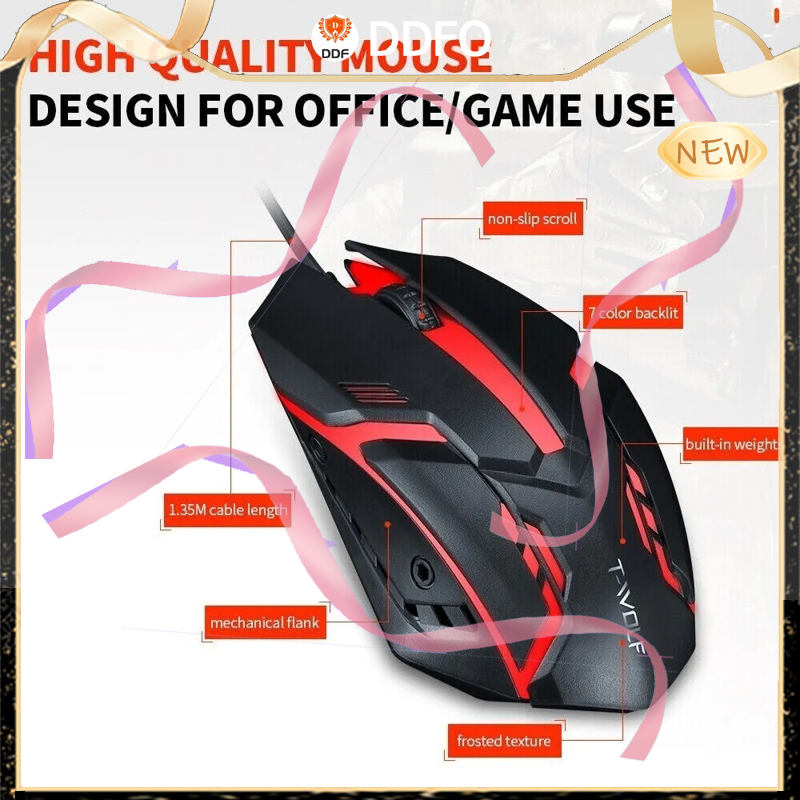 DDF
DDFO
HIGH QUALITY MOUSE
DESIGN FOR OFFICE/GAME USE
NEW
non-slip scroll
7 color backlit
built-in weight
1.35M cable length
mechanical flank
T-WOLF
frosted texture